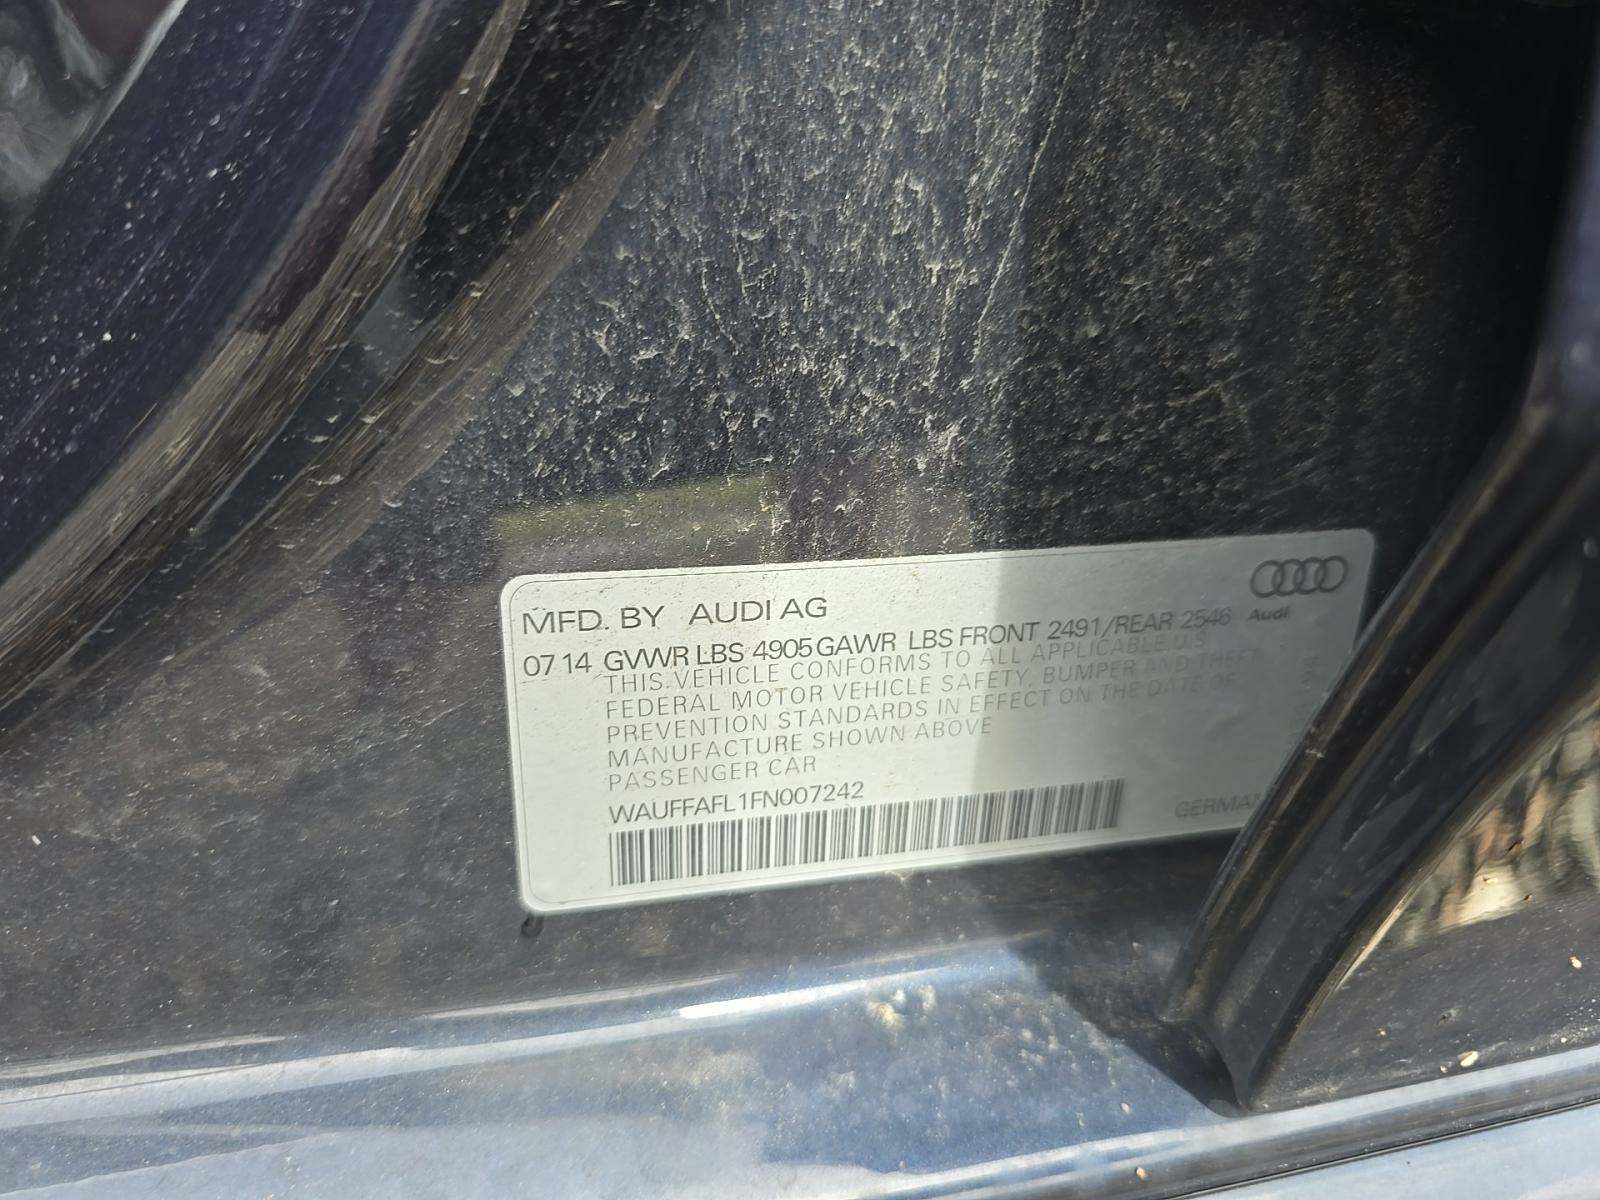 MFD. BY AUDI AG
Audi
07 14 GVWR LBS 4905 GAWR LBS FRONT 2491/REAR 2546
THIS VEHICLE CONFORMS TO ALL APPLICABLE U.S.
FEDERAL MOTOR VEHICLE SAFETY, BUMPER AND THEFT
PREVENTION STANDARDS IN EFFECT ON THE DATE OF
MANUFACTURE SHOWN ABOVE
PASSENGER CAR
WAUFFAFL1FN007242